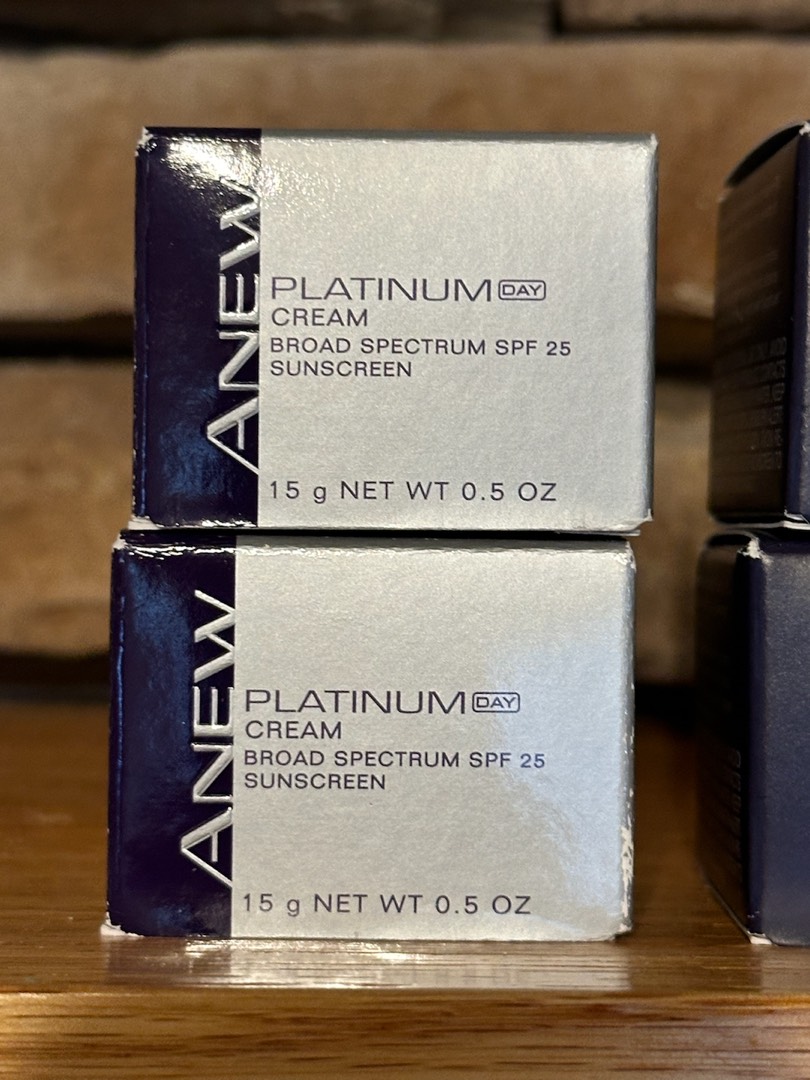 ANEW
PLATINUM DAY
CREAM
BROAD SPECTRUM SPF 25
SUNSCREEN
15 g NET WT 0.5 OZ
ANEW
PLATINUM DAY
CREAM
BROAD SPECTRUM SPF 25
SUNSCREEN
15 g NET WT 0.5 OZ